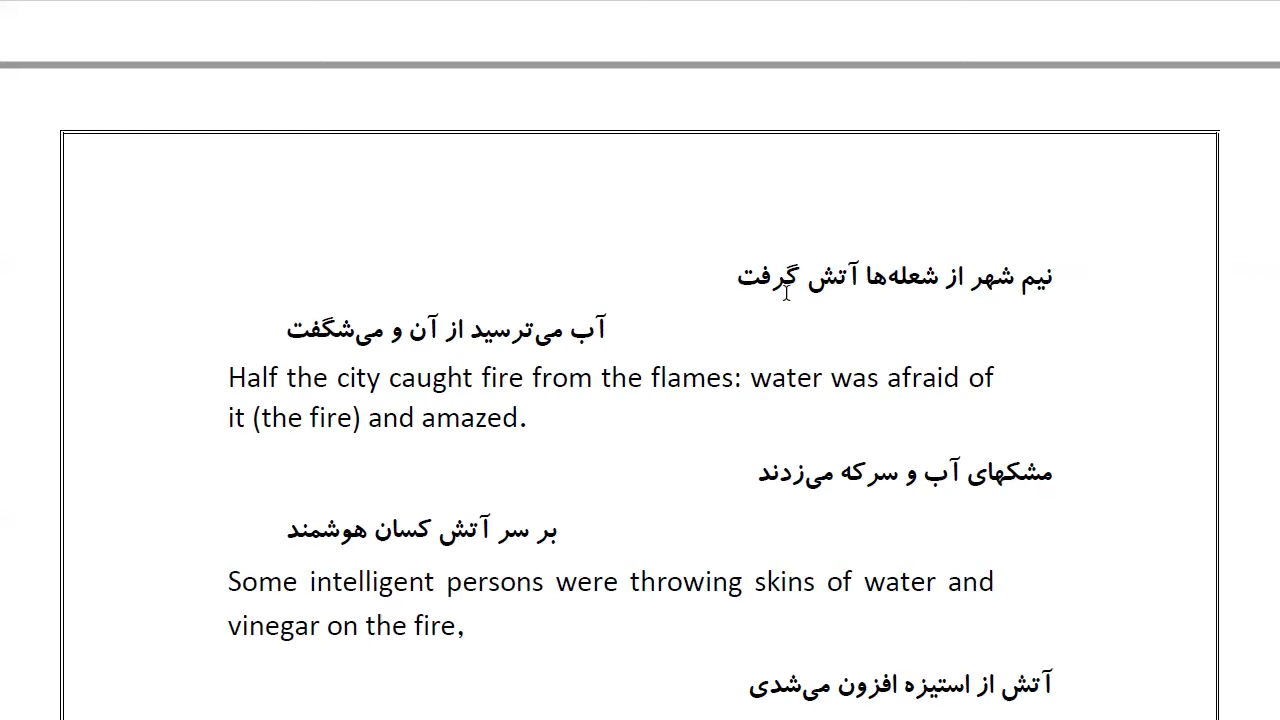 نیم شهر از شعله‌ها آتش گرفت
آب می‌ترسید از آن و می‌شگفت
Half the city caught fire from the flames: water was afraid of
it (the fire) and amazed.
مشکهای آب و سرکه می‌زدند
بر سر آتش کسان هوشمند
Some intelligent persons were throwing skins of water and
vinegar on the fire,
آتش از استیزه افزون می‌شدی